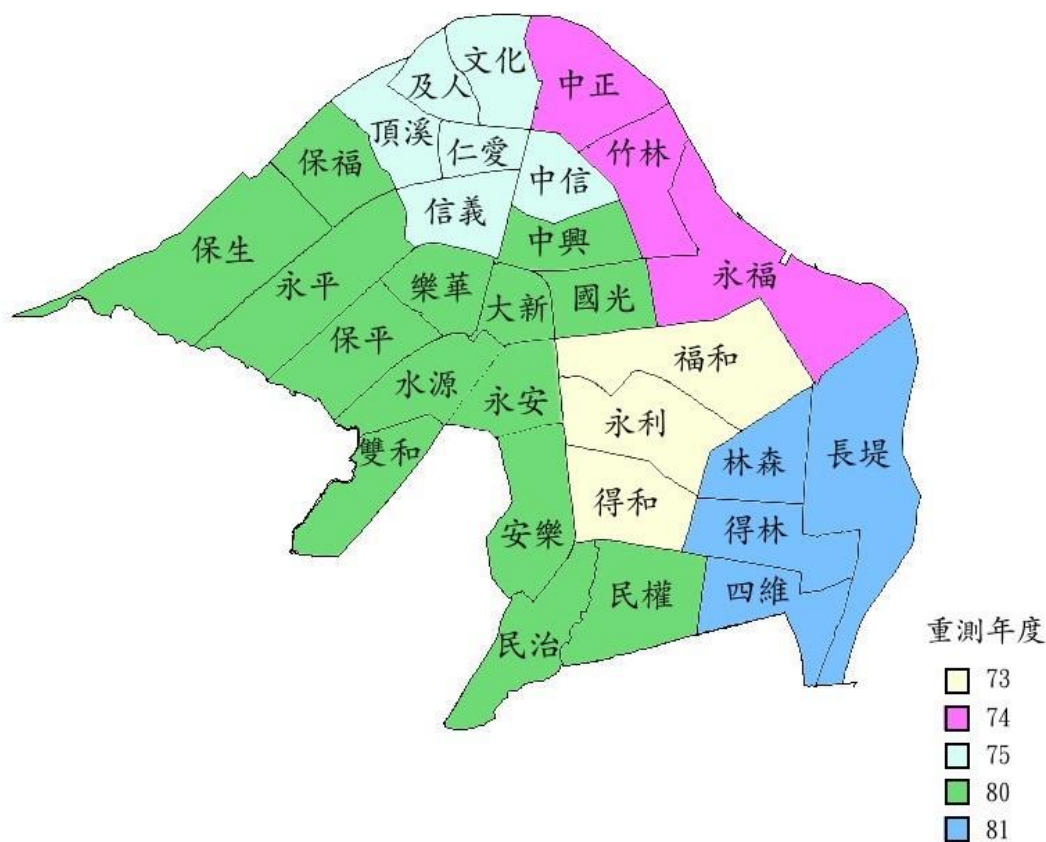 文化
及人
中正
頂溪
仁愛
竹林
保福
中信
信義
保生
中興
永平
樂華
永福
大新
國光
保平
福和
水源
永安
永利
雙和
林森
長堤
得和
安樂
得林
民權
四維
民治
重測年度
73
74
75
80
81